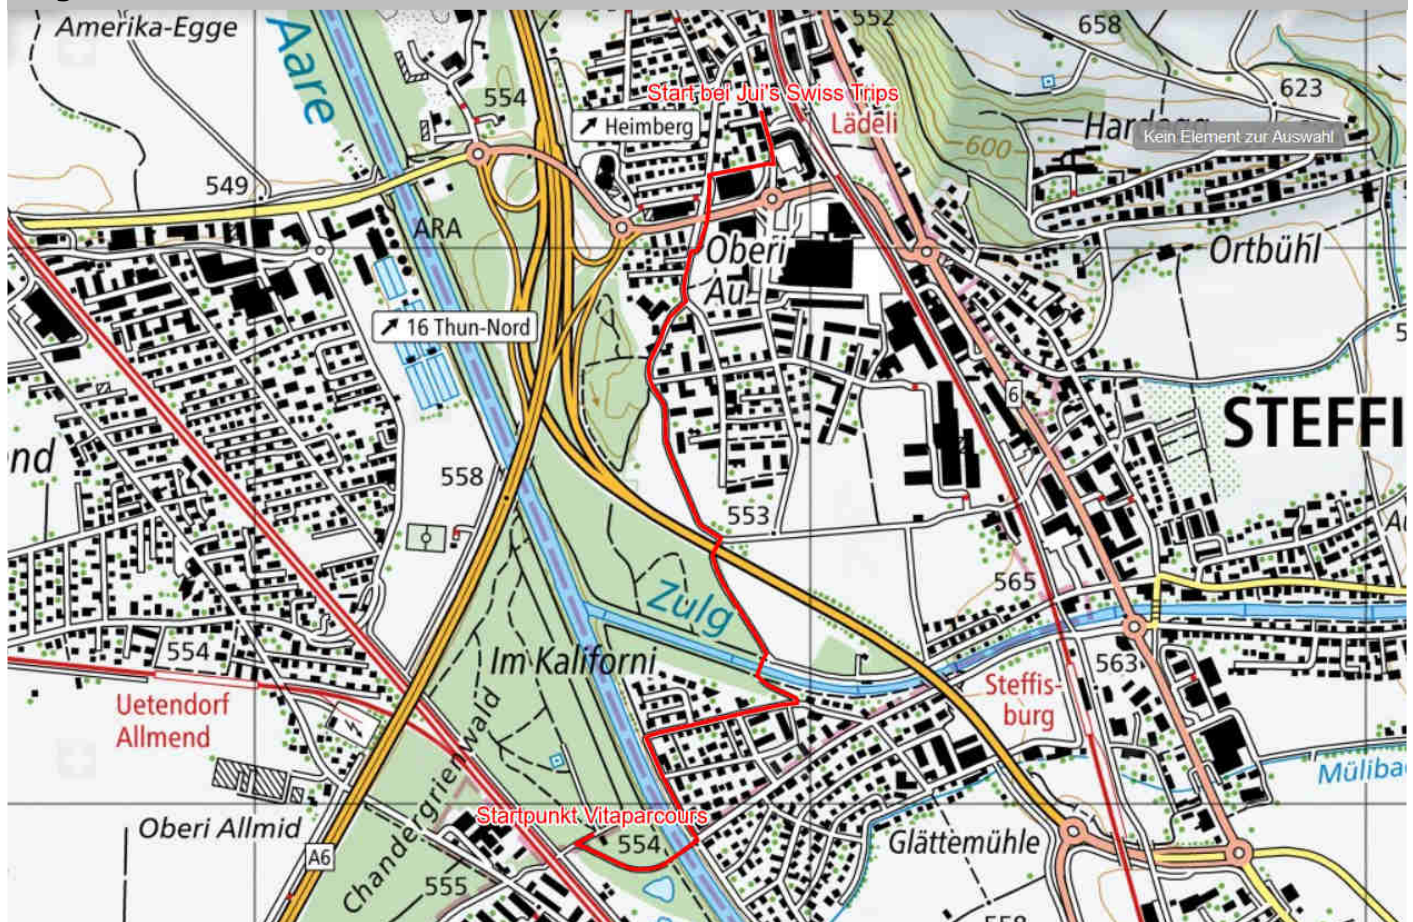 Amerika-Egge
Aare
552
658
554
Start bei Jui's Swiss Trips
623
Heimberg
Lädeli
Hardegg
Kein Element zur Auswahl
600
549
ARA
Oberi
Au
Ortbühl
16 Thun-Nord
6
STEFFI
nd
558
553
Zulg
565
554
Im Kaliforni
563
Uetendorf
Allmend
Steffis-
burg
Müliba
Chandergrienwald
Startpunkt Vitaparcours
Oberi Allmid
554
Glättemühle
A6
555